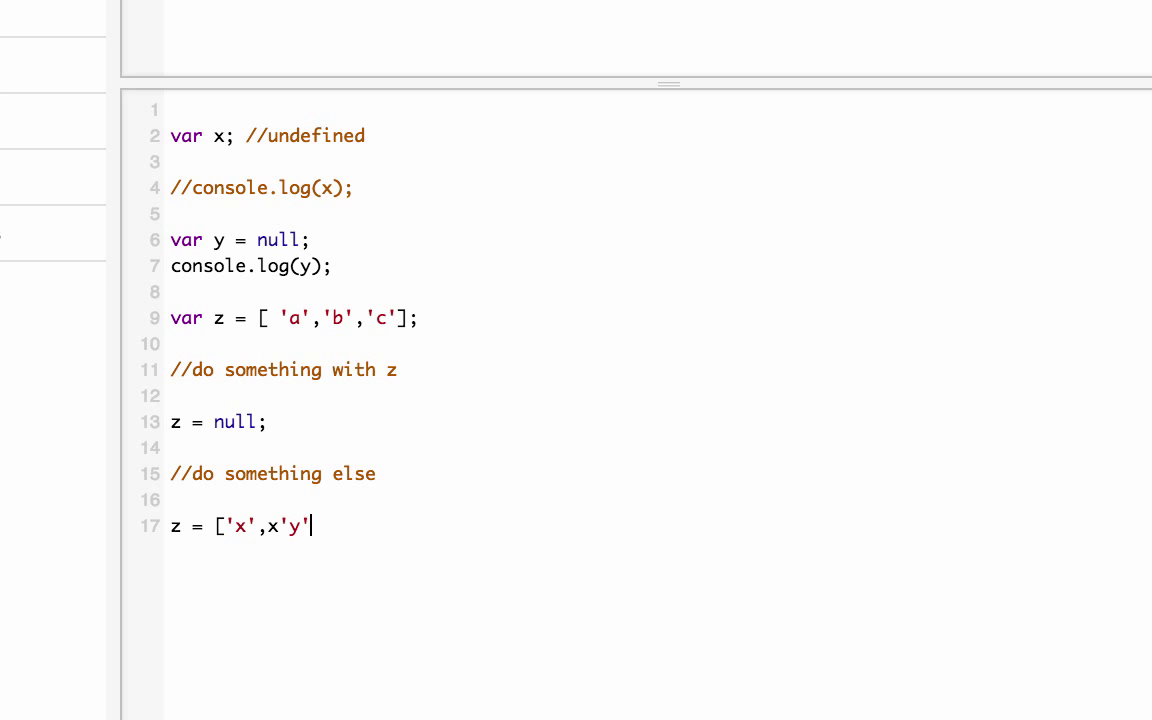 1
2 var x; //undefined
3
4 //console.log(x);
5
6 var y = null;
7 console.log(y);
8
9 var z = [ 'a','b','c'];
10
11 //do something with z
12
13 z = null;
14
15 //do something else
16
17 z = ['x',x'y'